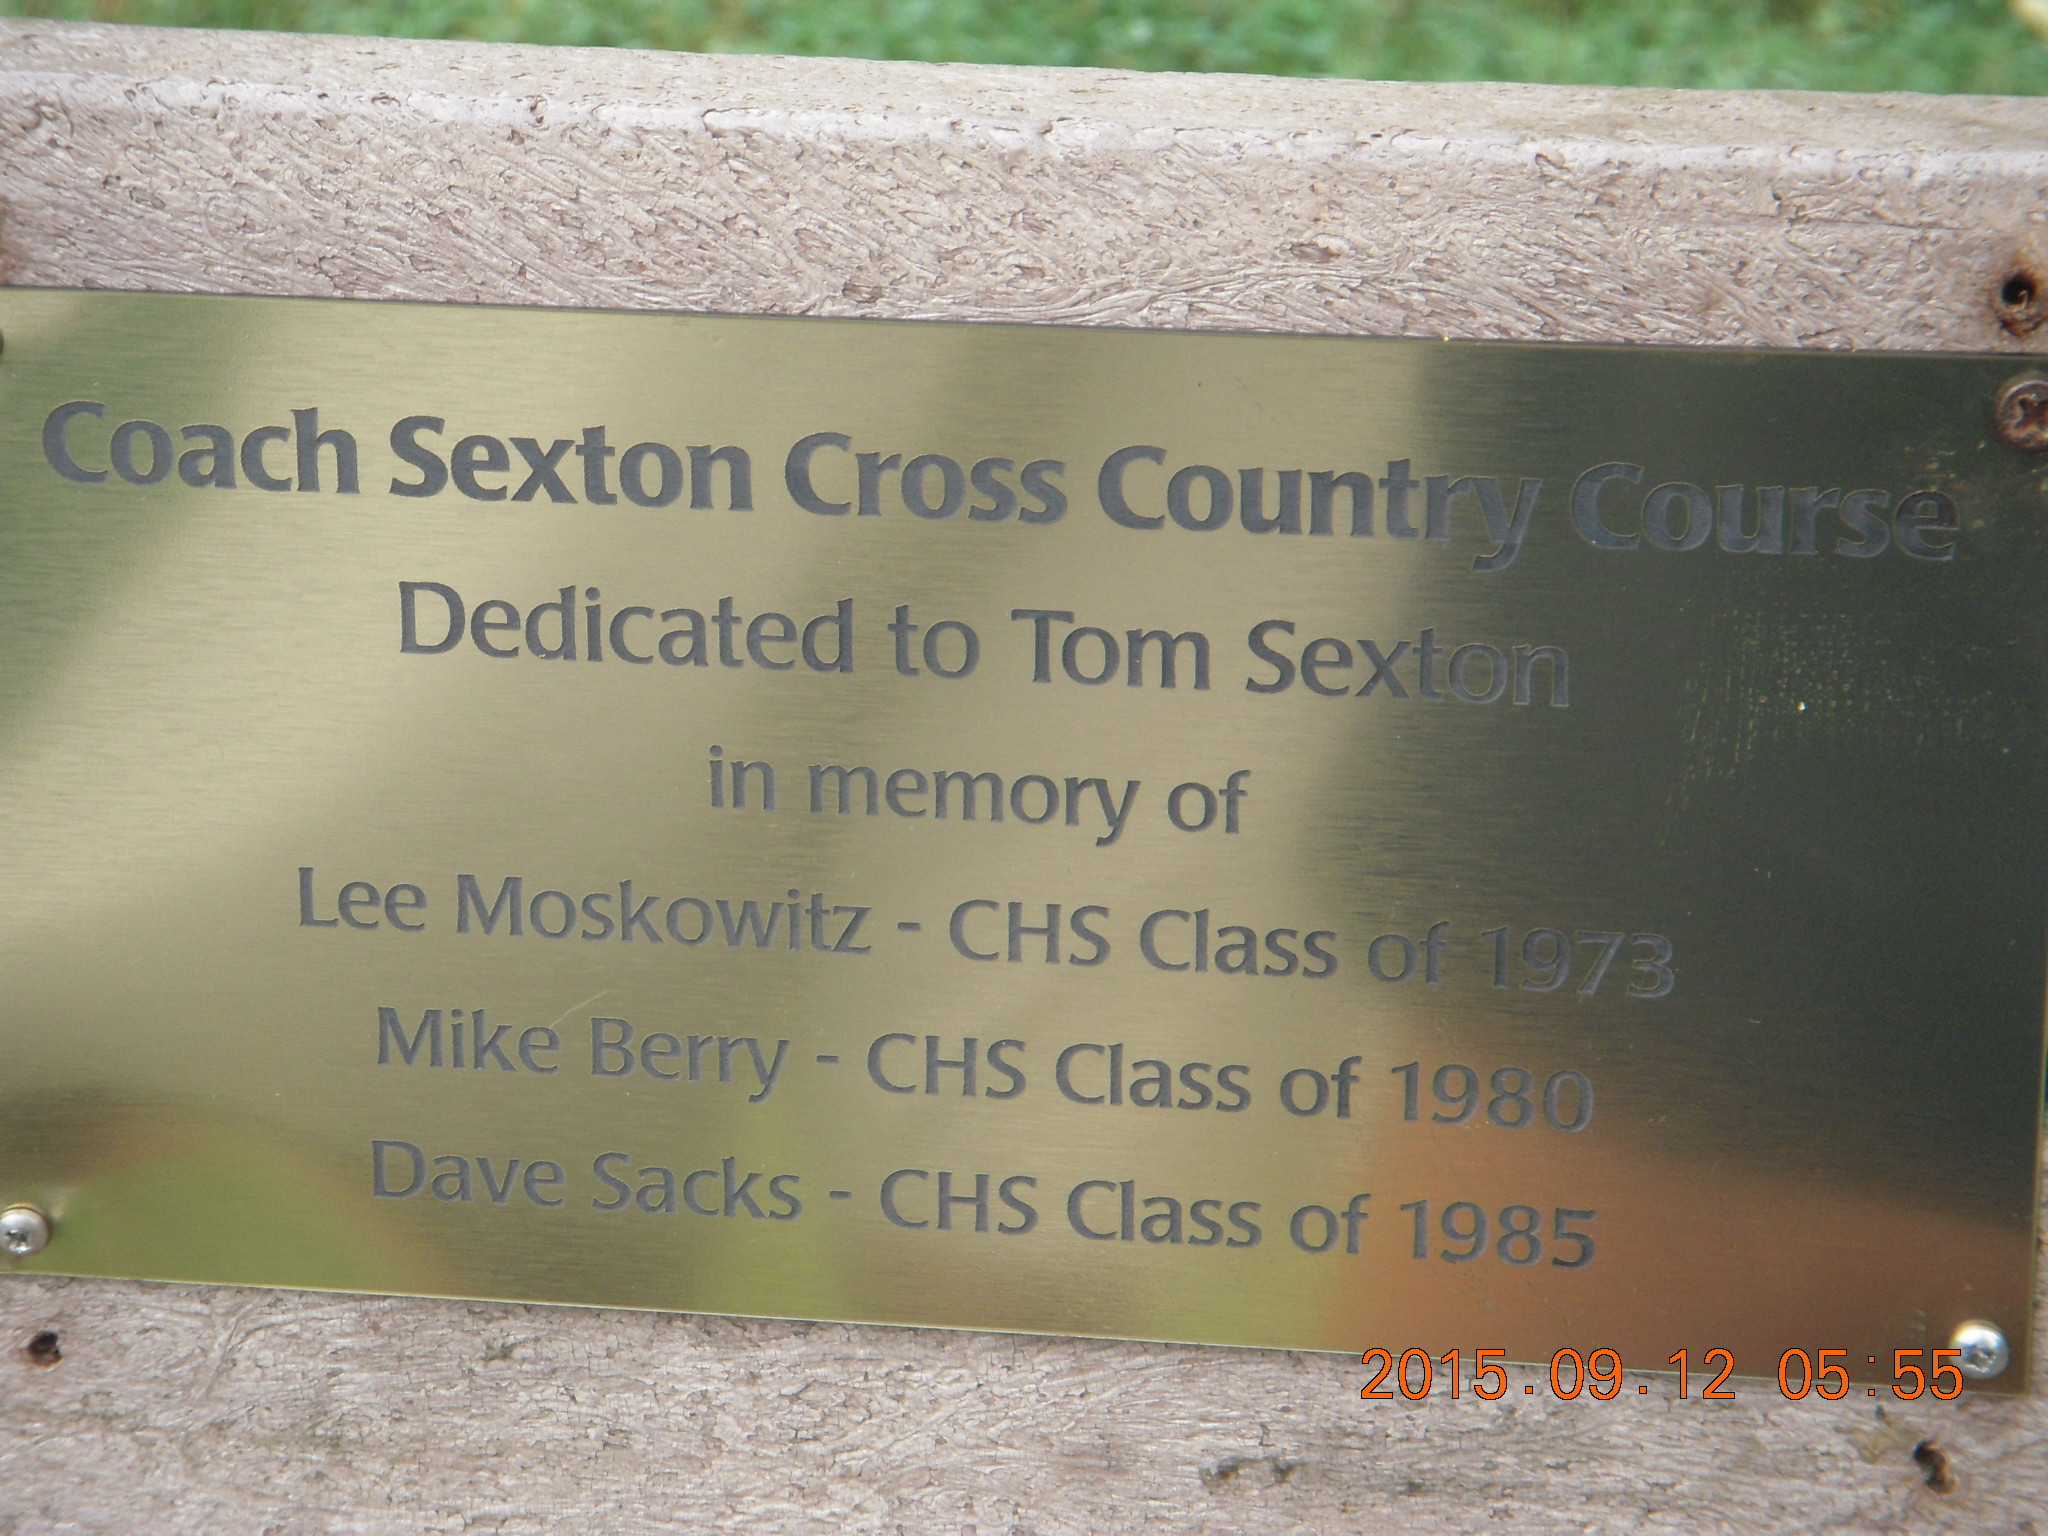 Coach Sexton Cross Country Course
Dedicated to Tom Sexton
in memory of
Lee Moskowitz - CHS Class of 1973
Mike Berry - CHS Class of 1980
Dave Sacks - CHS Class of 1985
2015.09.12 05:55